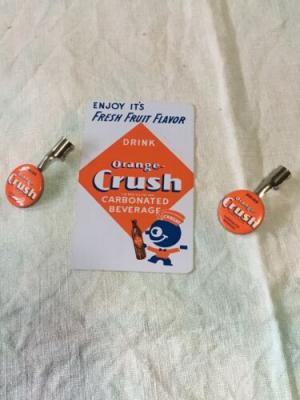 ENJOY IT'S
FRESH FRUIT FLAVOR
DRINK
Orange-
Crush
CARBONATED
BEVERAGE
Crush
Crush